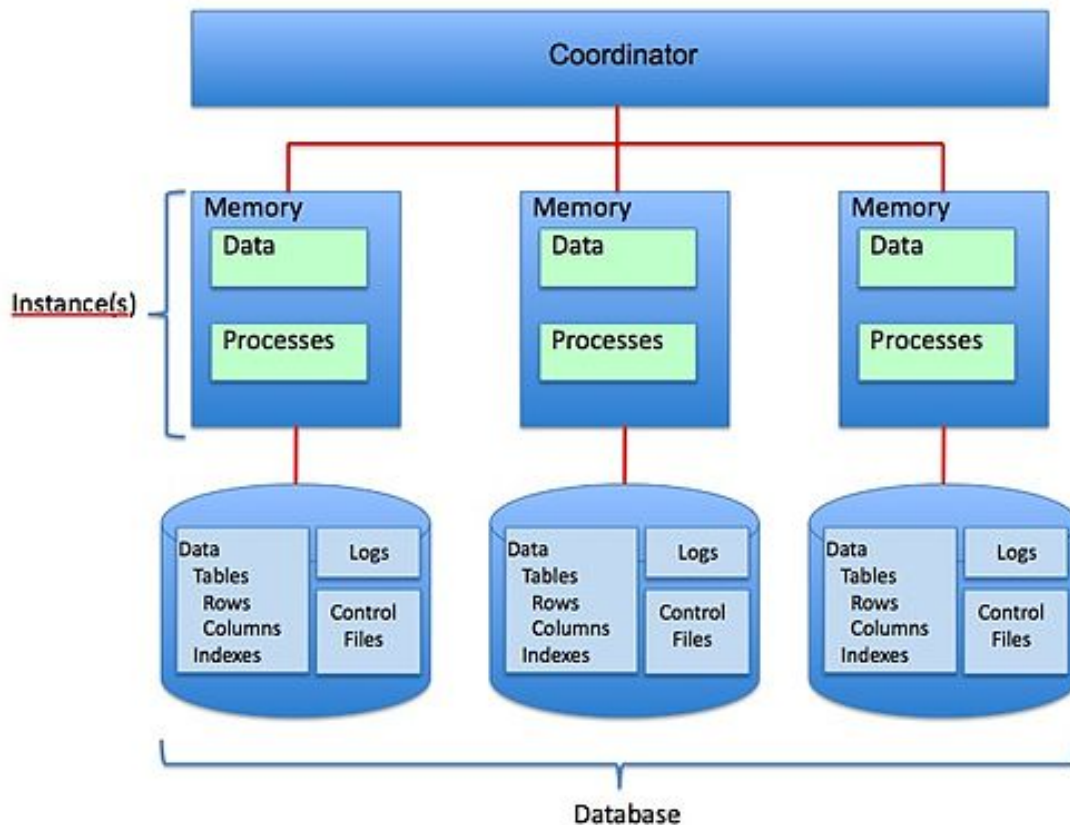 Coordinator
Memory
Data
Processes
Memory
Data
Processes
Memory
Data
Processes
Instance(s)
Data
Tables
Rows
Columns
Indexes
Logs
Control
Files
Data
Tables
Rows
Columns
Indexes
Logs
Control
Files
Data
Tables
Rows
Columns
Indexes
Logs
Control
Files
Database